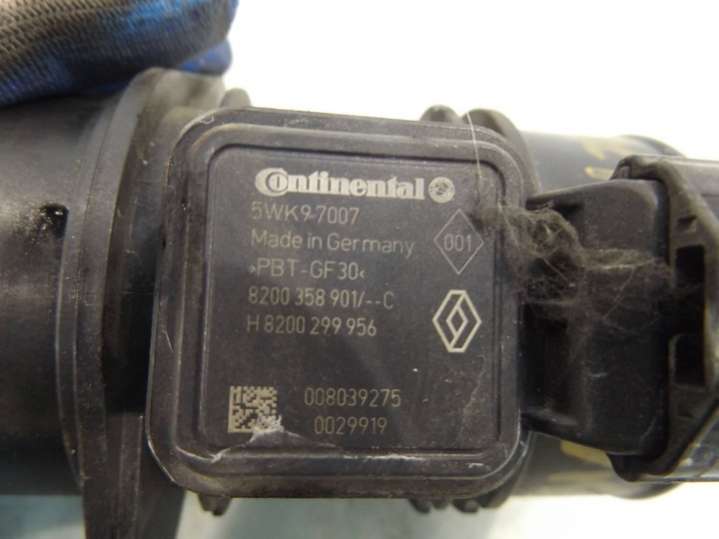 Continental
5WK9 7007
Made in Germany
001
>PBT-GF30<
8200 358 901/--C
H 8200 299 956
008039275
0029919